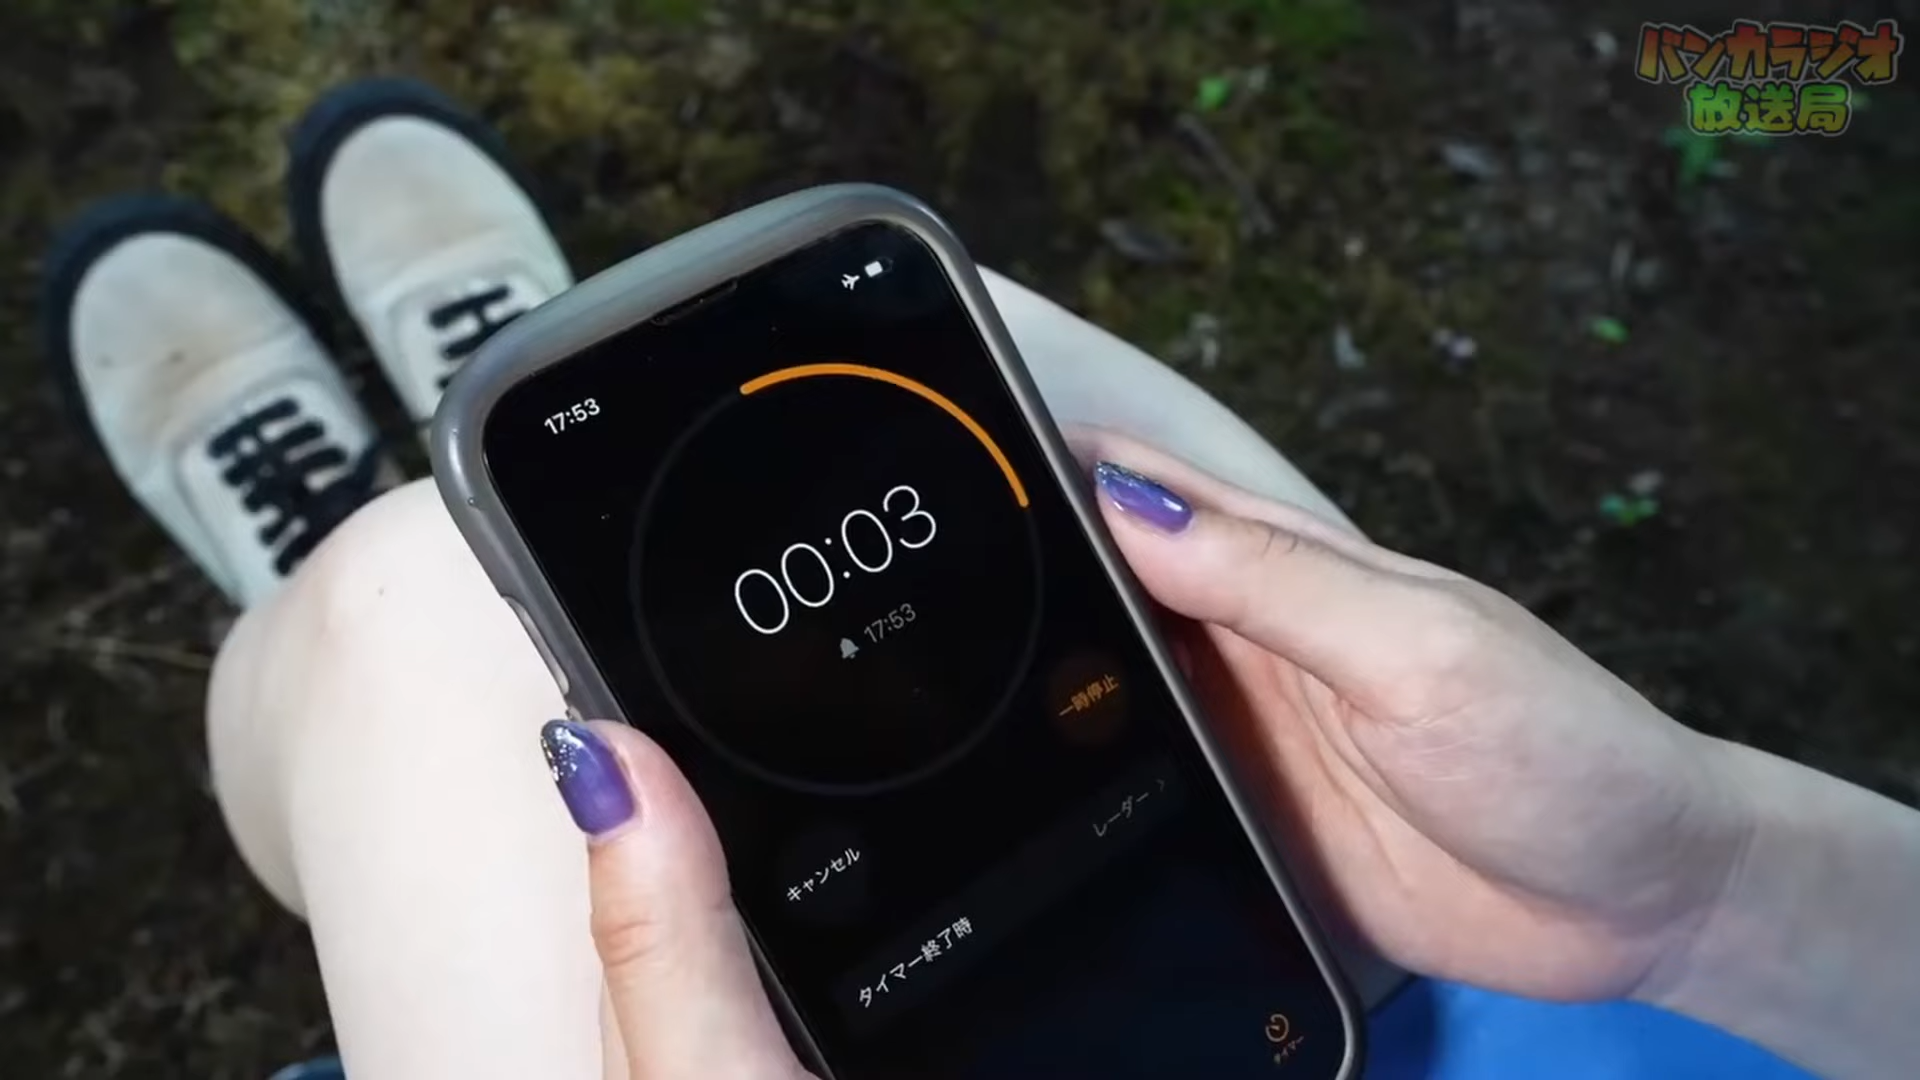 バンカラジオ
放送局
17:53
00:03
17:53
一時停止
キャンセル
レーダー
タイマー終了時
タイマー